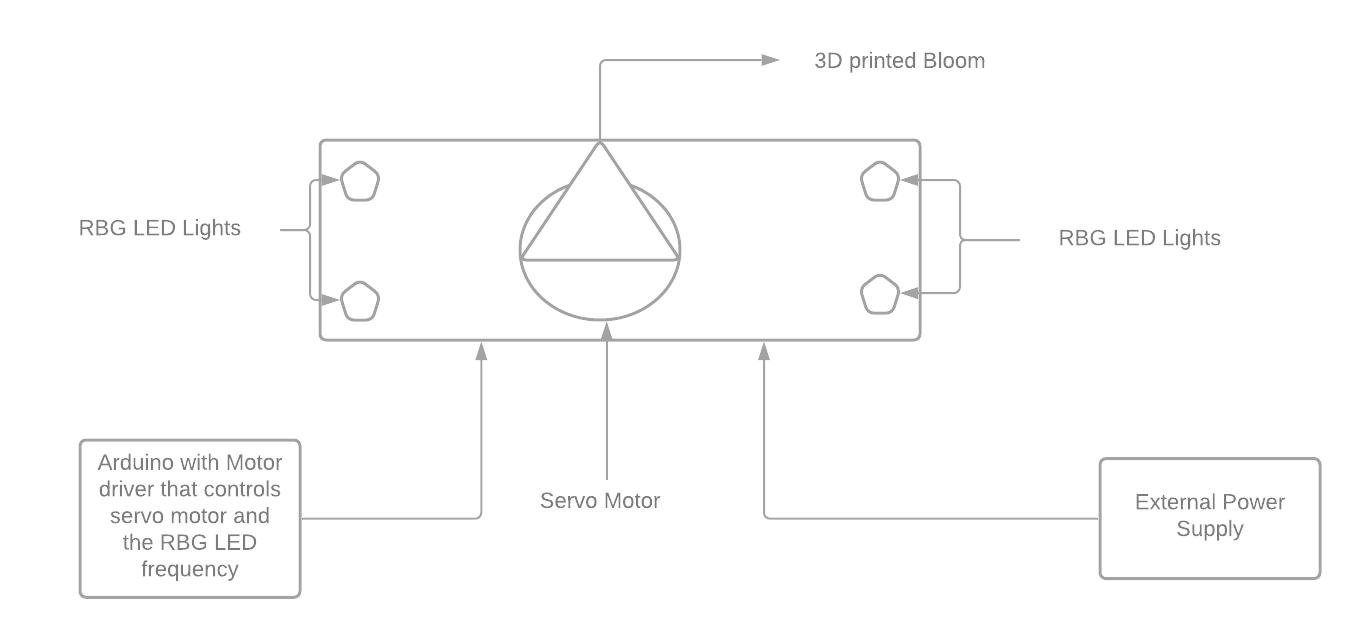 3D printed Bloom
RBG LED Lights
RBG LED Lights
Arduino with Motor
driver that controls
servo motor and
the RBG LED
frequency
Servo Motor
External Power
Supply